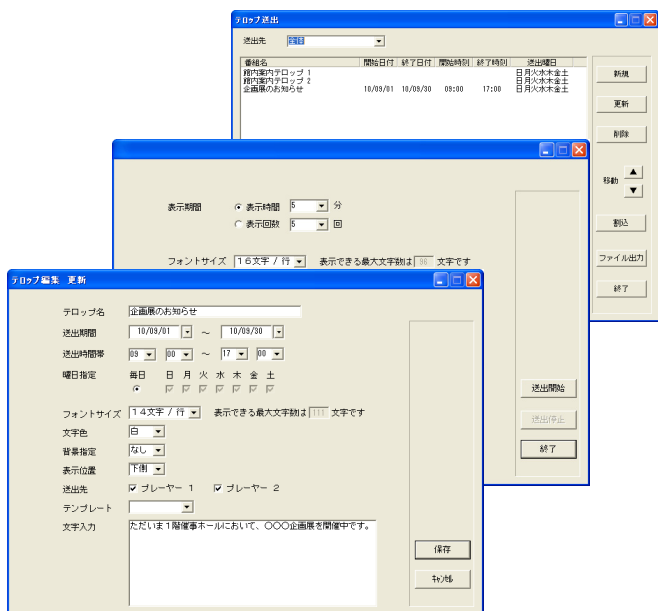 テロップ送出
送出先 全体
番組名 開始日付 終了日付 開始時刻 終了時刻 送出曜日
館内案内テロップ 1 日月火水木金土
館内案内テロップ 2 日月火水木金土
企画展のお知らせ 10/09/01 10/09/30 09:00 17:00 日月火水木金土
新規
更新
削除
移動 ▲
▼
割込
ファイル出力
終了
表示期間 表示時間 5 分
表示回数 5 回
フォントサイズ 16文字 / 行 表示できる最大文字数は 96 文字です
送出開始
送出停止
終了
テロップ編集 更新
テロップ名 企画展のお知らせ
送出期間 10/09/01 ～ 10/09/30
送出時間帯 09 00 ～ 17 00
曜日指定 毎日 日 月 火 水 木 金 土
フォントサイズ 14文字 / 行 表示できる最大文字数は 111 文字です
文字色 白
背景指定 なし
表示位置 下側
送出先 プレーヤー 1 プレーヤー 2
テンプレート
文字入力 ただいま1階催事ホールにおいて、〇〇〇企画展を開催中です。
保存
キャンセル